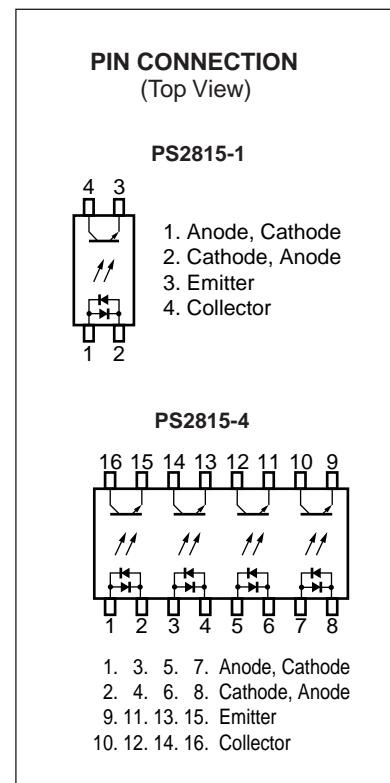 PIN CONNECTION
(Top View)
PS2815-1
4 3
1. Anode, Cathode
2. Cathode, Anode
3. Emitter
4. Collector
1 2
PS2815-4
16 15 14 13 12 11 10 9
1 2 3 4 5 6 7 8
1. 3. 5. 7. Anode, Cathode
2. 4. 6. 8. Cathode, Anode
9. 11. 13. 15. Emitter
10. 12. 14. 16. Collector